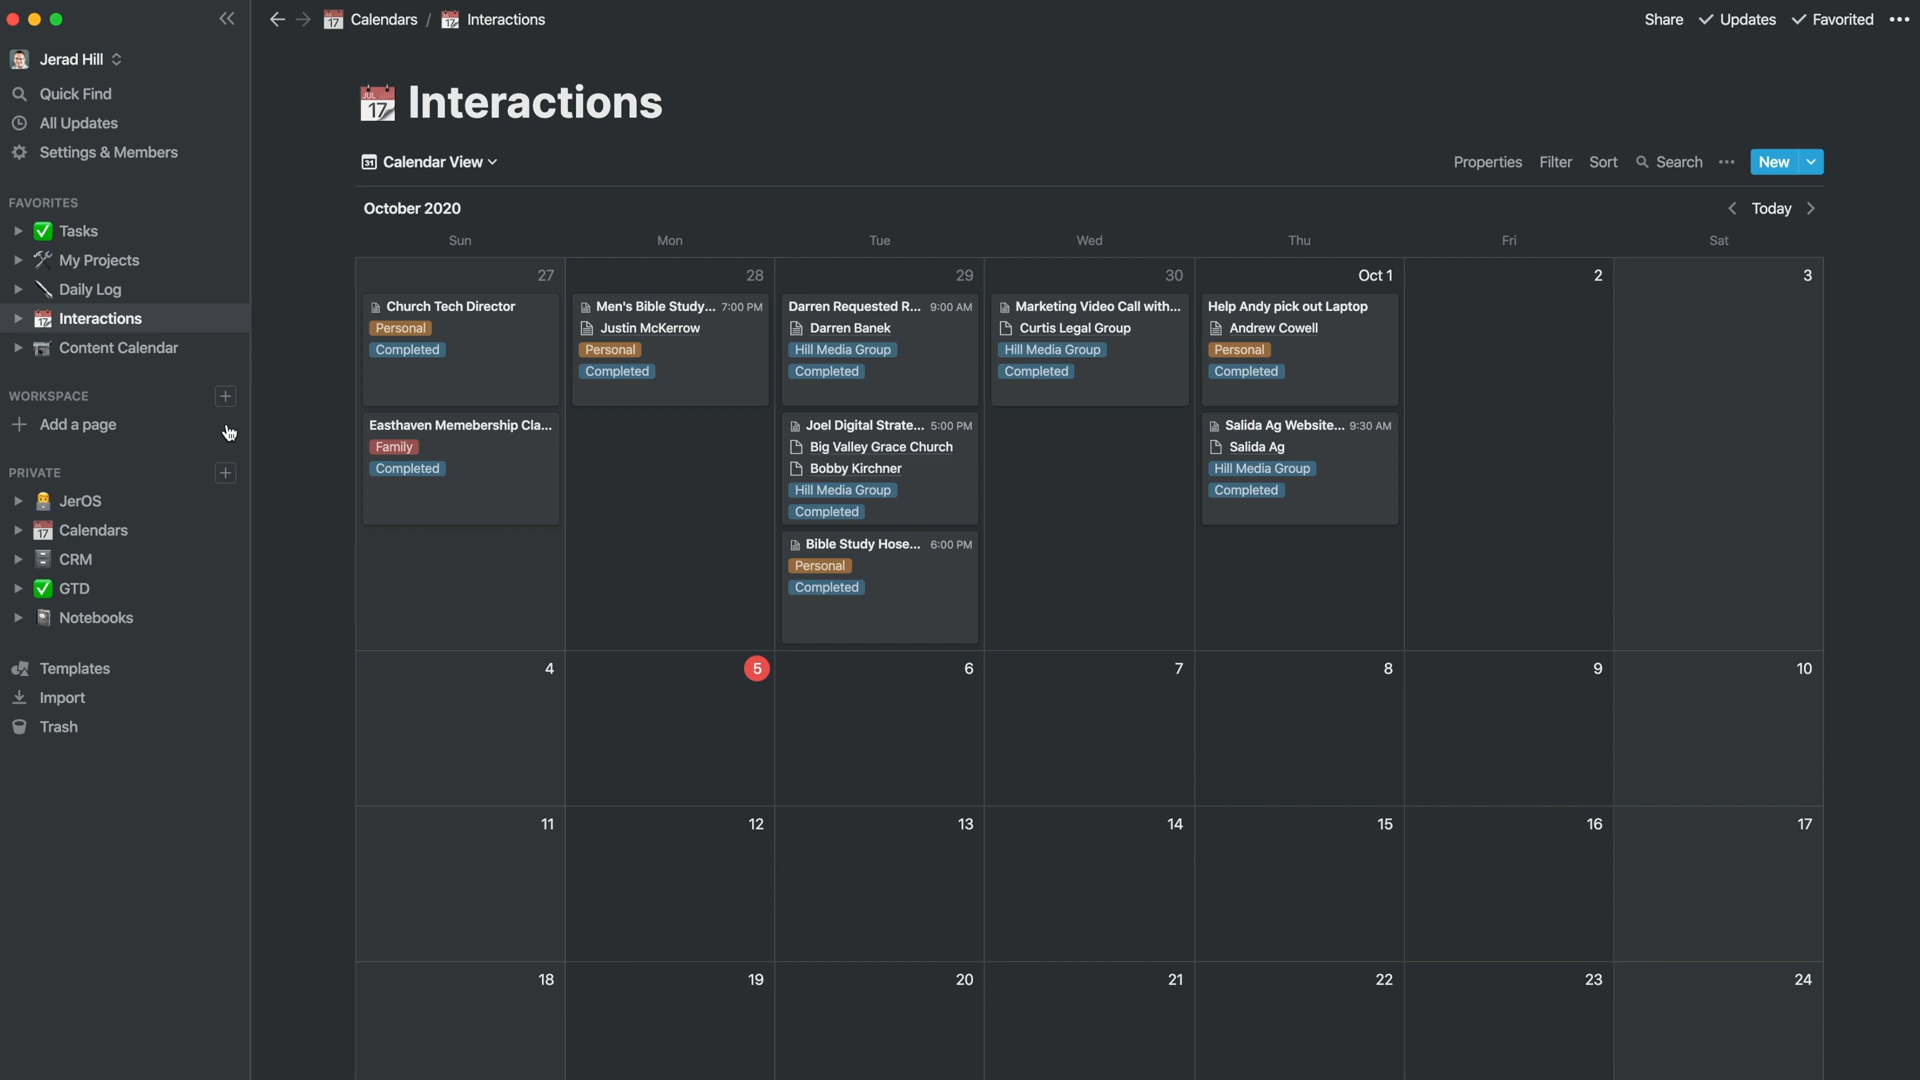 Jerad Hill
Quick Find
All Updates
Settings & Members
FAVORITES
Tasks
My Projects
Daily Log
Interactions
Content Calendar
WORKSPACE
Add a page
PRIVATE
JerOS
Calendars
CRM
GTD
Notebooks
Templates
Import
Trash
Calendars / Interactions
Share Updates Favorited
Interactions
Calendar View
Properties Filter Sort Search New
October 2020
Today
Sun Mon Tue Wed Thu Fri Sat
27 28 29 30 Oct 1 2 3
Church Tech Director
Personal
Completed
Easthaven Memebership Cla...
Family
Completed
Men's Bible Study... 7:00 PM
Justin McKerrow
Personal
Completed
Darren Requested R... 9:00 AM
Darren Banek
Hill Media Group
Completed
Joel Digital Strate... 5:00 PM
Big Valley Grace Church
Bobby Kirchner
Hill Media Group
Completed
Bible Study Hose... 6:00 PM
Personal
Completed
Marketing Video Call with...
Curtis Legal Group
Hill Media Group
Completed
Help Andy pick out Laptop
Andrew Cowell
Personal
Completed
Salida Ag Website... 9:30 AM
Salida Ag
Hill Media Group
Completed
4 5 6 7 8 9 10
11 12 13 14 15 16 17
18 19 20 21 22 23 24